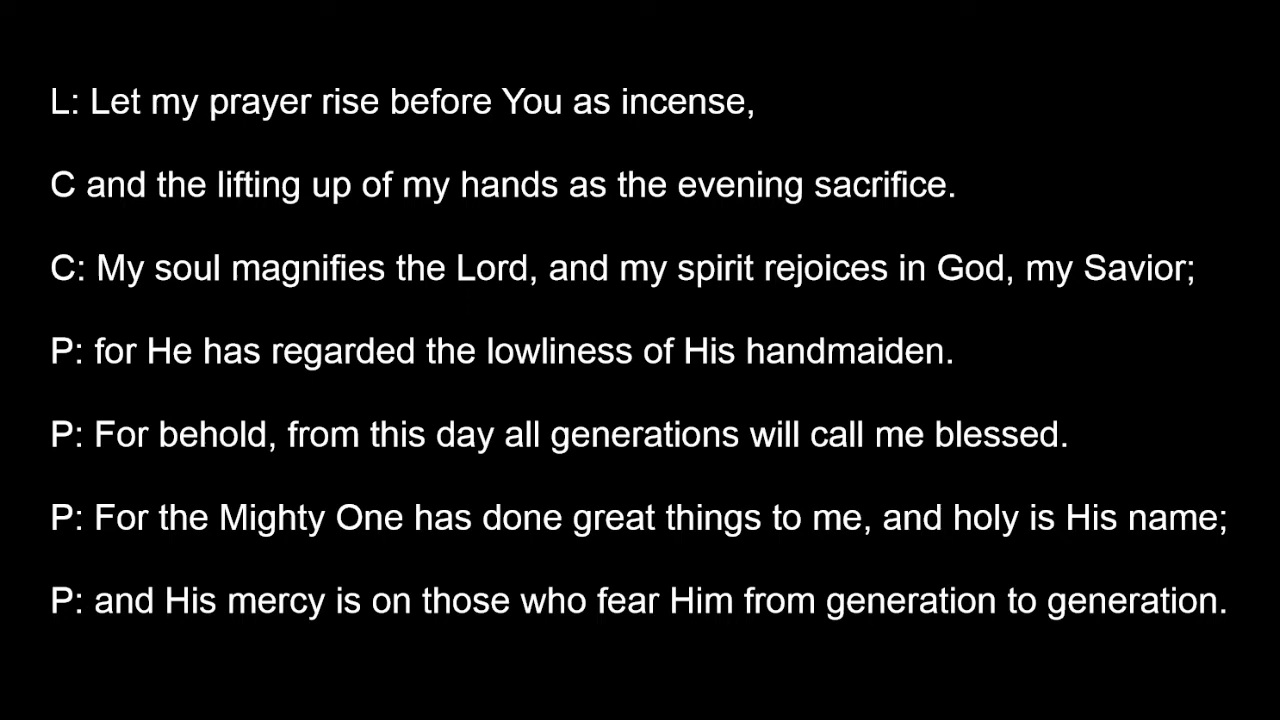 L: Let my prayer rise before You as incense,
C and the lifting up of my hands as the evening sacrifice.
C: My soul magnifies the Lord, and my spirit rejoices in God, my Savior;
P: for He has regarded the lowliness of His handmaiden.
P: For behold, from this day all generations will call me blessed.
P: For the Mighty One has done great things to me, and holy is His name;
P: and His mercy is on those who fear Him from generation to generation.